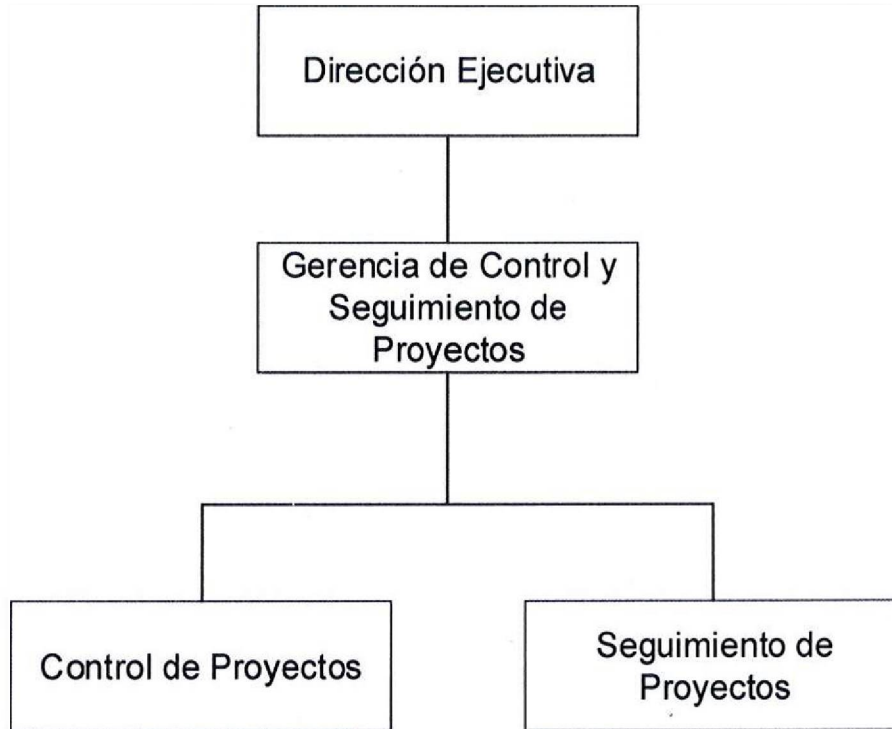 Dirección Ejecutiva
Gerencia de Control y
Seguimiento de
Proyectos
Control de Proyectos
Seguimiento de
Proyectos